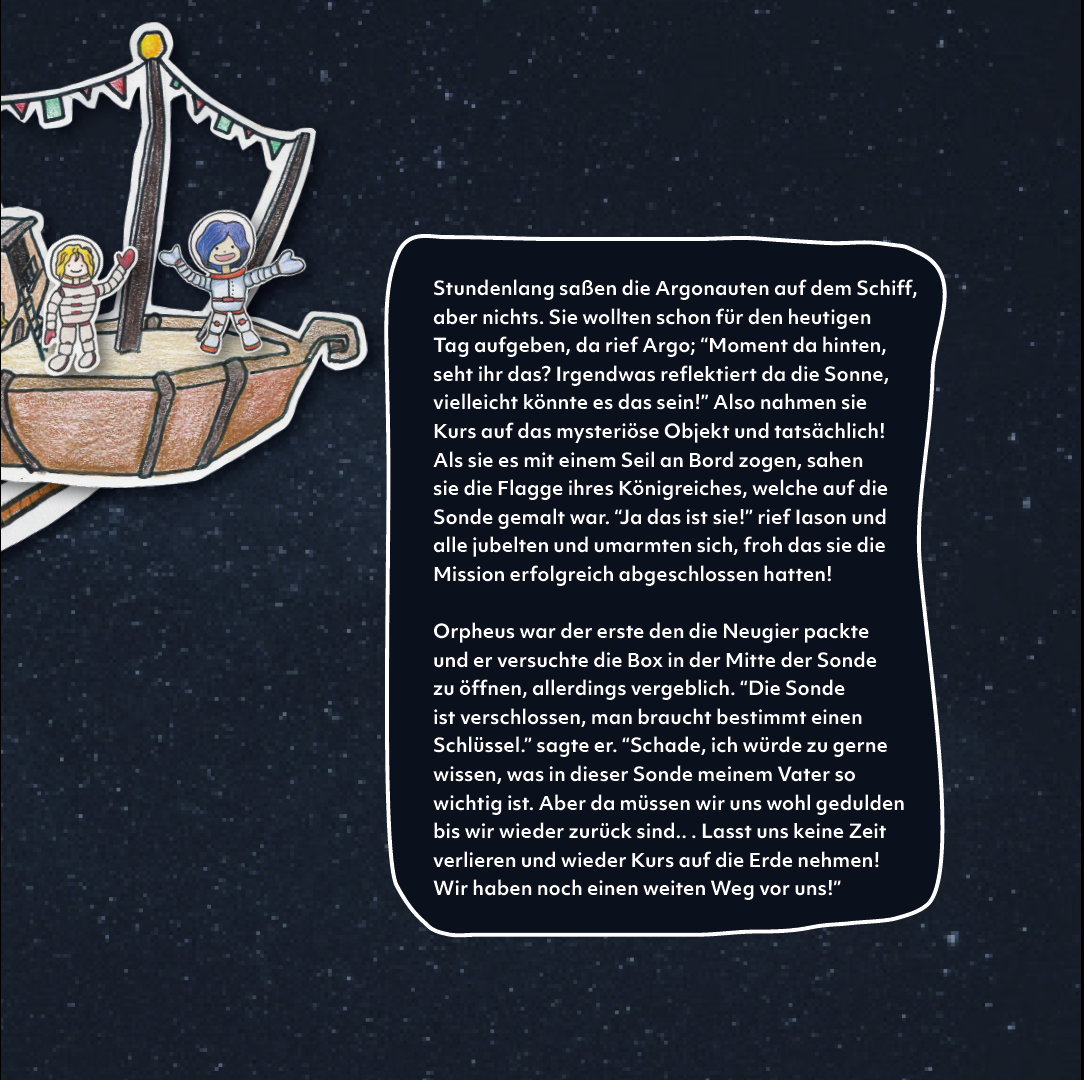 Stundenlang saßen die Argonauten auf dem Schiff,
aber nichts. Sie wollten schon für den heutigen
Tag aufgeben, da rief Argo; “Moment da hinten,
seht ihr das? Irgendwas reflektiert da die Sonne,
vielleicht könnte es das sein!” Also nahmen sie
Kurs auf das mysteriöse Objekt und tatsächlich!
Als sie es mit einem Seil an Bord zogen, sahen
sie die Flagge ihres Königreiches, welche auf die
Sonde gemalt war. “Ja das ist sie!” rief Iason und
alle jubelten und umarmten sich, froh das sie die
Mission erfolgreich abgeschlossen hatten!

Orpheus war der erste den die Neugier packte
und er versuchte die Box in der Mitte der Sonde
zu öffnen, allerdings vergeblich. “Die Sonde
ist verschlossen, man braucht bestimmt einen
Schlüssel.” sagte er. “Schade, ich würde zu gerne
wissen, was in dieser Sonde meinem Vater so
wichtig ist. Aber da müssen wir uns wohl gedulden
bis wir wieder zurück sind.. . Lasst uns keine Zeit
verlieren und wieder Kurs auf die Erde nehmen!
Wir haben noch einen weiten Weg vor uns!”